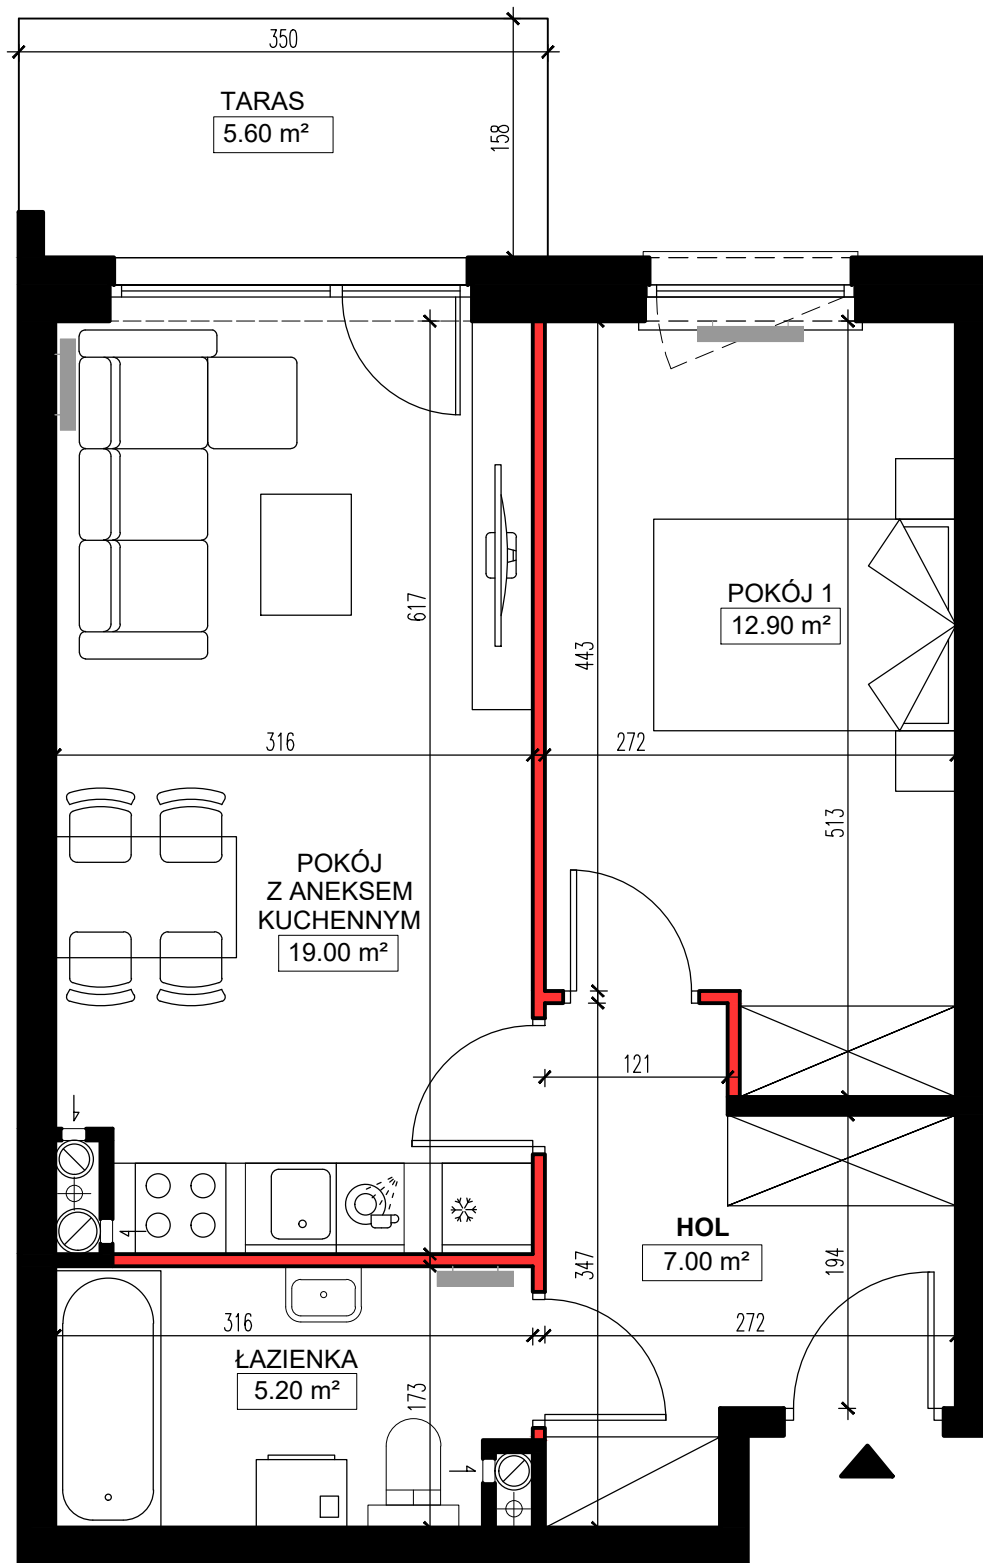 350
TARAS
5.60 m²
158
POKÓJ 1
12.90 m²
617
443
316
272
513
POKÓJ
Z ANEKSEM
KUCHENNYM
19.00 m²
121
HOL
7.00 m²
347
194
316
272
ŁAZIENKA
5.20 m²
173